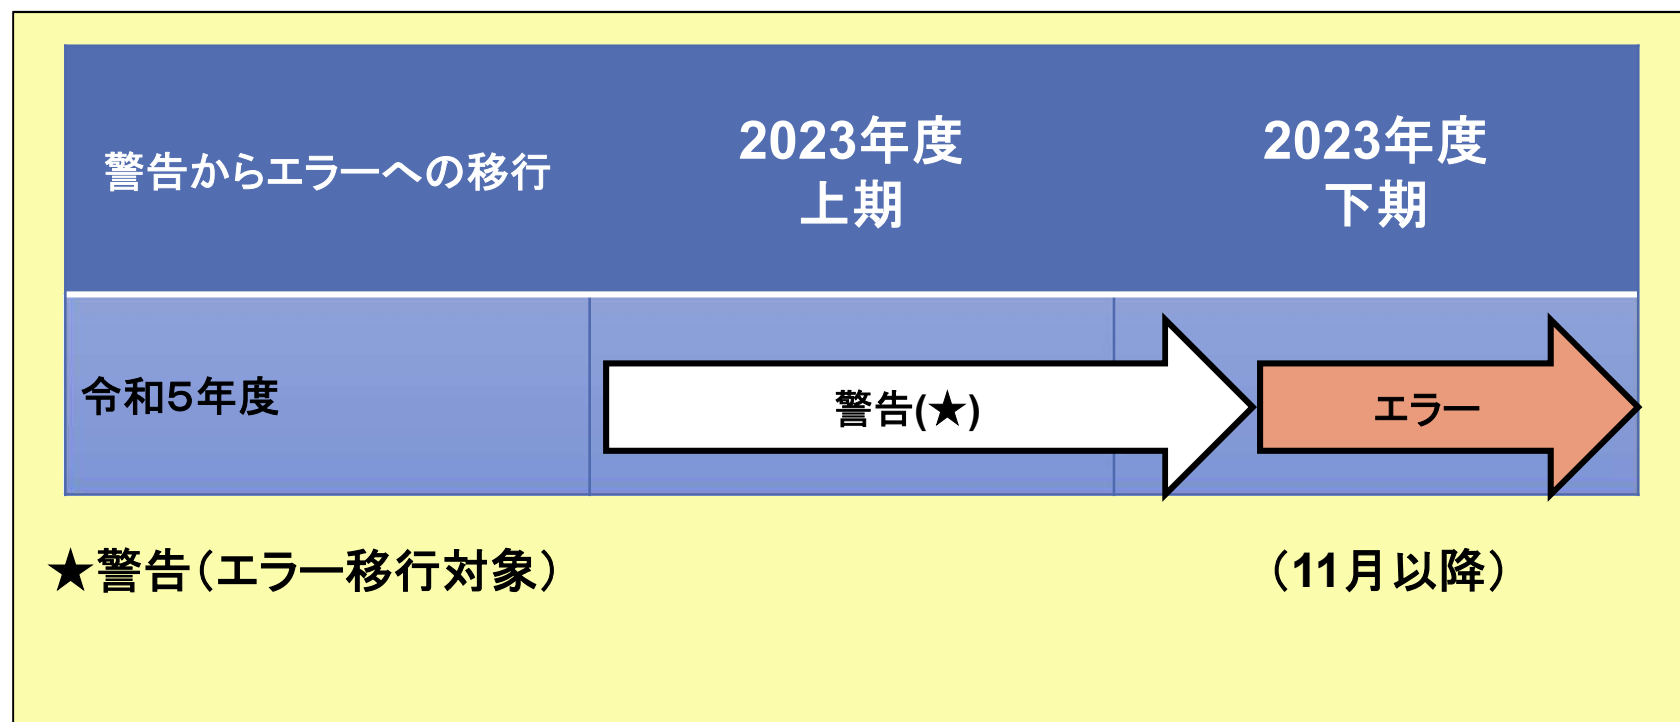 警告からエラーへの移行
2023年度
上期
2023年度
下期
令和５年度
警告(★)
エラー
★警告（エラー移行対象）
（11月以降）